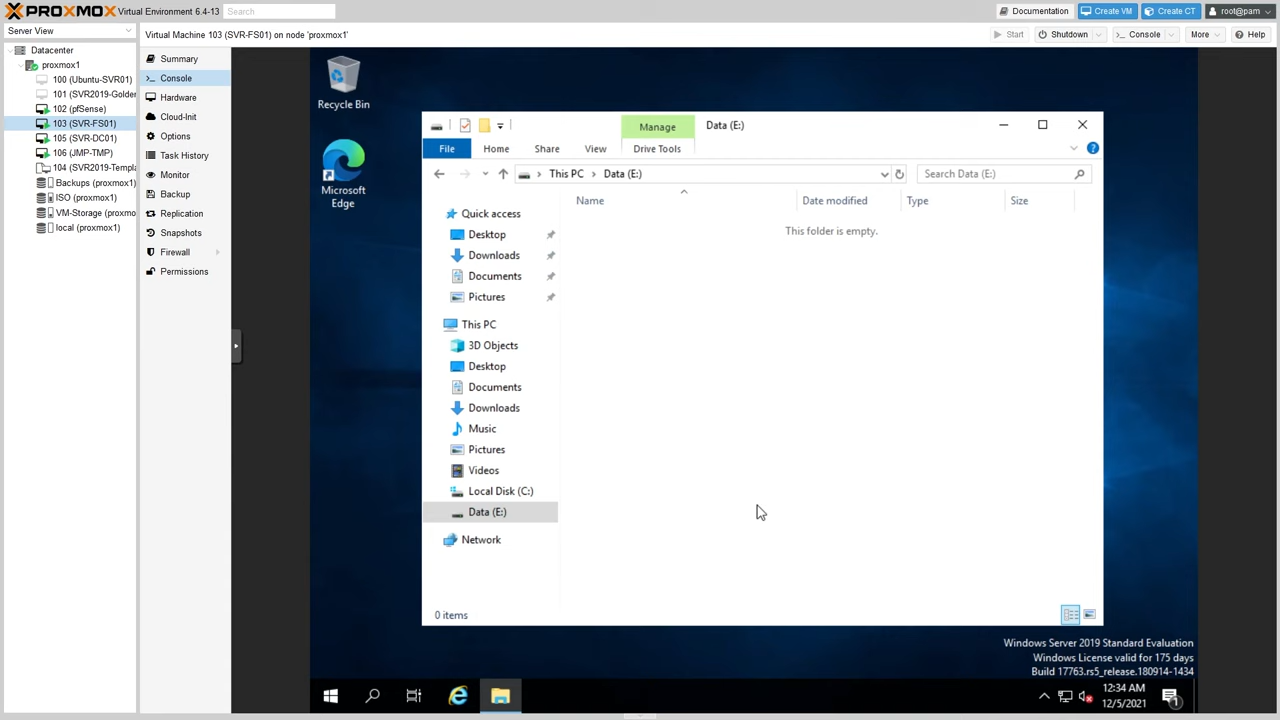 PROXMOX Virtual Environment 6.4-13 Search Documentation Create VM Create CT root@pam
Server View
Virtual Machine 103 (SVR-FS01) on node 'proxmox1' Start Shutdown Console More Help
Datacenter
proxmox1
100 (Ubuntu-SVR01)
101 (SVR2019-Golde
102 (pfSense)
103 (SVR-FS01)
105 (SVR-DC01)
106 (JMP-TMP)
104 (SVR2019-Templa
Backups (proxmox1)
ISO (proxmox1)
VM-Storage (proxmo
local (proxmox1)
Summary
Console
Hardware
Cloud-Init
Options
Task History
Monitor
Backup
Replication
Snapshots
Firewall
Permissions
Recycle Bin
Microsoft
Edge
Manage
Data (E:)
File Home Share View Drive Tools
This PC Data (E:) Search Data (E:)
Name Date modified Type Size
This folder is empty.
Quick access
Desktop
Downloads
Documents
Pictures
This PC
3D Objects
Desktop
Documents
Downloads
Music
Pictures
Videos
Local Disk (C:)
Data (E:)
Network
0 items
Windows Server 2019 Standard Evaluation
Windows License valid for 175 days
Build 17763.rs5_release.180914-1434
12:34 AM
12/5/2021
1